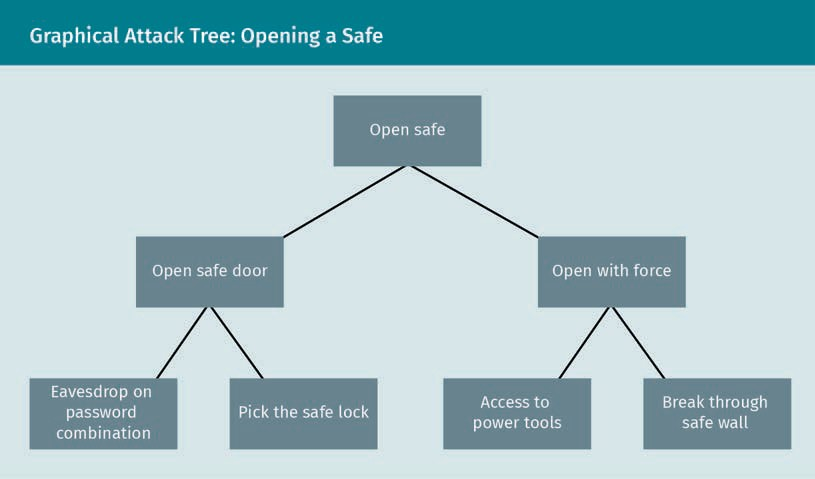 Graphical Attack Tree: Opening a Safe
Open safe
Open safe door
Open with force
Eavesdrop on
password
combination
Pick the safe lock
Access to
power tools
Break through
safe wall